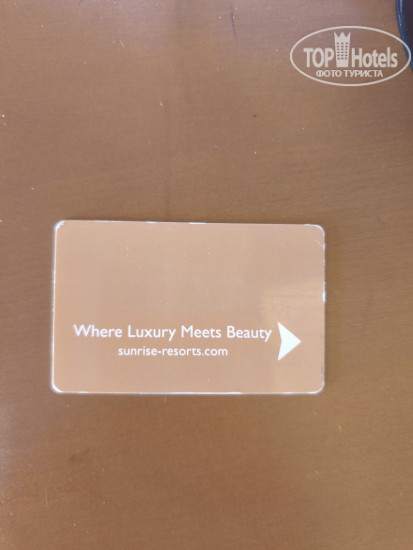 TOP Hotels
ФОТО ТУРИСТА
Where Luxury Meets Beauty
sunrise-resorts.com